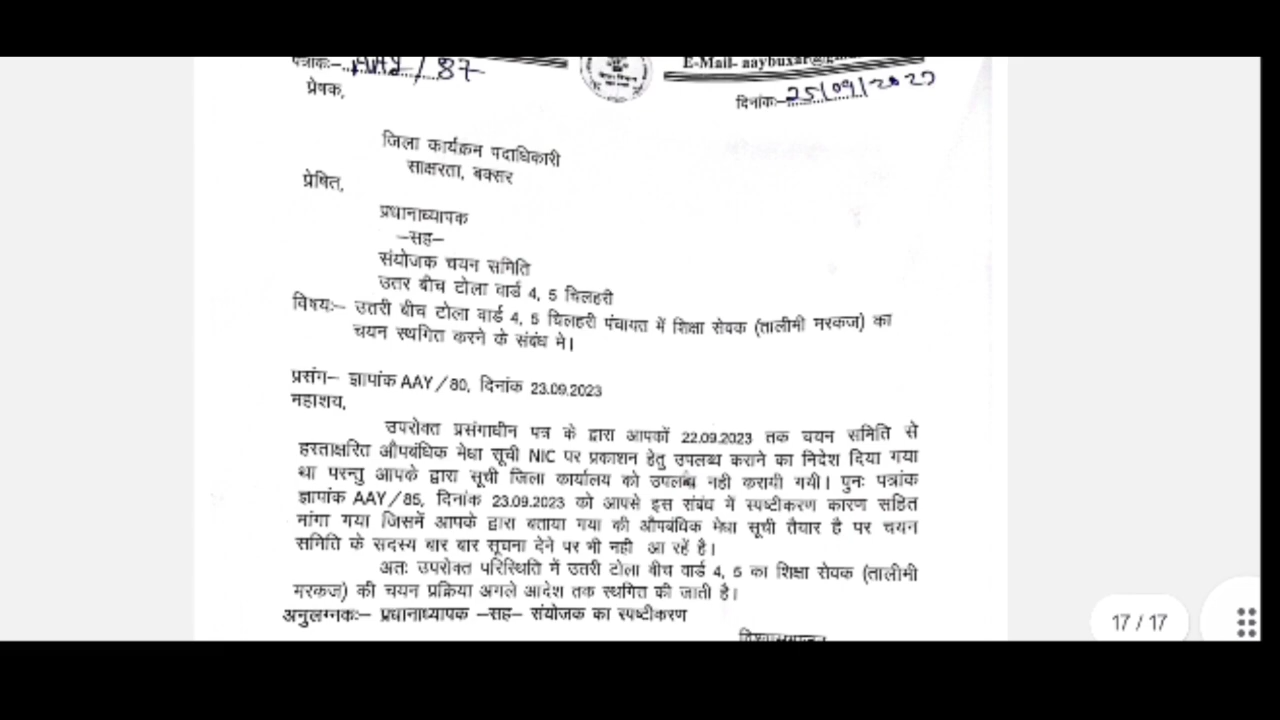 पत्रांकः- AAY / 87
E-Mail- aaybuxar@
दिनांकः- 25/09/2023
प्रेषक,
जिला कार्यक्रम पदाधिकारी
साक्षरता, बक्सर
प्रेषित,
प्रधानाध्यापक
-सह-
संयोजक चयन समिति
उतर बीच टोला वार्ड 4, 5 चिलहरी
विषयः- उतरी बीच टोला वार्ड 4, 5 चिलहरी पंचायत में शिक्षा सेवक (तालीमी मरकज) का
चयन स्थगित करने के संबंध मे।
प्रसंग- ज्ञापांक AAY/80, दिनांक 23.09.2023
महाशय,
उपरोक्त प्रसंगाधीन पत्र के द्वारा आपकों 22.09.2023 तक चयन समिति से
हस्ताक्षरित औपबंधिक मेधा सूची NIC पर प्रकाशन हेतु उपलब्ध कराने का निदेश दिया गया
था परन्तु आपके द्वारा सूची जिला कार्यालय को उपलब्ध नही करायी गयी। पुनः पत्रांक
ज्ञापांक AAY/85, दिनांक 23.09.2023 को आपसे इस संबंध में स्पष्टीकरण कारण सहित
मांगा गया जिसमें आपके द्वारा बताया गया की औपबंधिक मेधा सूची तैयार है पर चयन
समिति के सदस्य बार बार सूचना देने पर भी नही आ रहें है।
अतः उपरोक्त परिस्थिति में उतरी टोला बीच वार्ड 4, 5 का शिक्षा सेवक (तालीमी
मरकज) की चयन प्रक्रिया अगले आदेश तक स्थगित की जाती है।
अनुलग्नकः- प्रधानाध्यापक -सह- संयोजक का स्पष्टीकरण
17 / 17